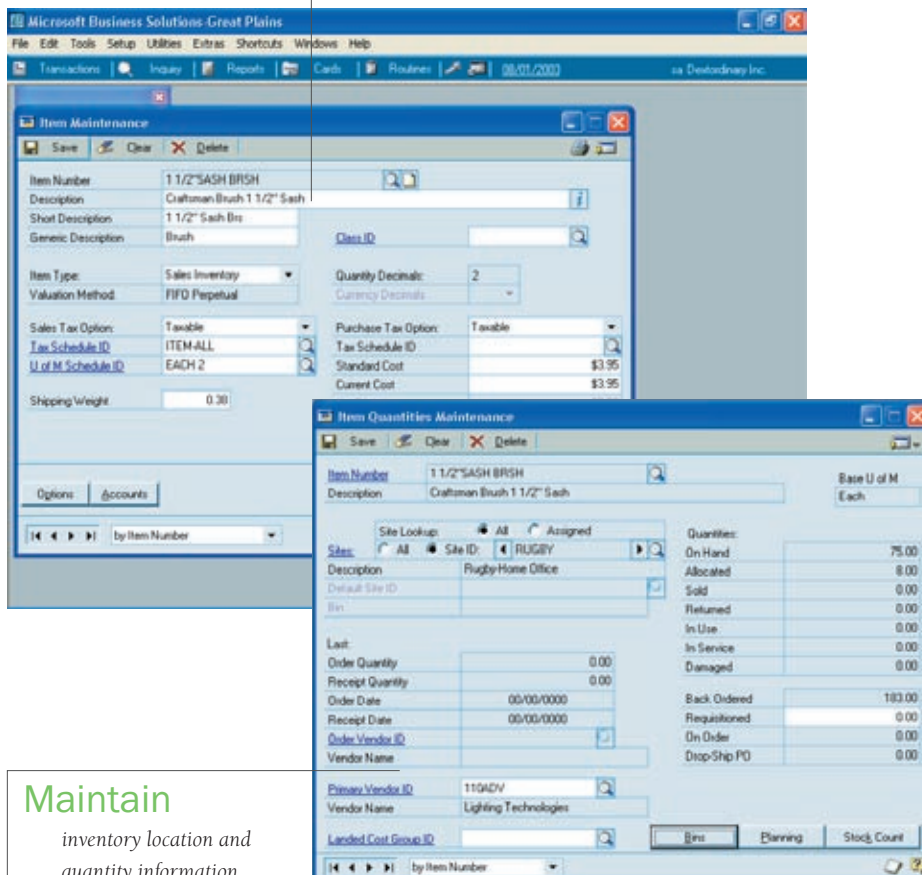 Microsoft Business Solutions-Great Plains
File Edit Tools Setup Utilities Extras Shortcuts Windows Help
Transactions Inquiry Reports Cards Routines 08/01/2003 sa Dextordinary Inc.
Item Maintenance
Save Clear Delete
Item Number 1 1/2"SASH BRSH
Description Craftsman Brush 1 1/2" Sash
Short Description 1 1/2" Sash Brs
Generic Description Brush Class ID
Item Type: Sales Inventory Quantity Decimals: 2
Valuation Method FIFO Perpetual Currency Decimals
Sales Tax Option: Taxable Purchase Tax Option: Taxable
Tax Schedule ID ITEM-ALL Tax Schedule ID
U of M Schedule ID EACH 2 Standard Cost $3.95
Current Cost $3.95
Shipping Weight 0.30
Options Accounts
by Item Number
Item Quantities Maintenance
Save Clear Delete
Item Number 1 1/2"SASH BRSH Base U of M
Description Craftsman Brush 1 1/2" Sash Each
Site Lookup: All Assigned Quantities:
Sites: All Site ID: RUGBY On Hand 75.00
Description Rugby-Home Office Allocated 8.00
Default Site ID Sold 0.00
Bin Returned 0.00
In Use 0.00
Last: In Service 0.00
Order Quantity 0.00 Damaged 0.00
Receipt Quantity 0.00
Order Date 00/00/0000 Back Ordered 183.00
Receipt Date 00/00/0000 Requisitioned 0.00
Order Vendor ID On Order 0.00
Vendor Name Drop-Ship PO 0.00
Primary Vendor ID 110ADV
Vendor Name Lighting Technologies
Landed Cost Group ID Bins Planning Stock Count
by Item Number
Maintain
inventory location and
quantity information